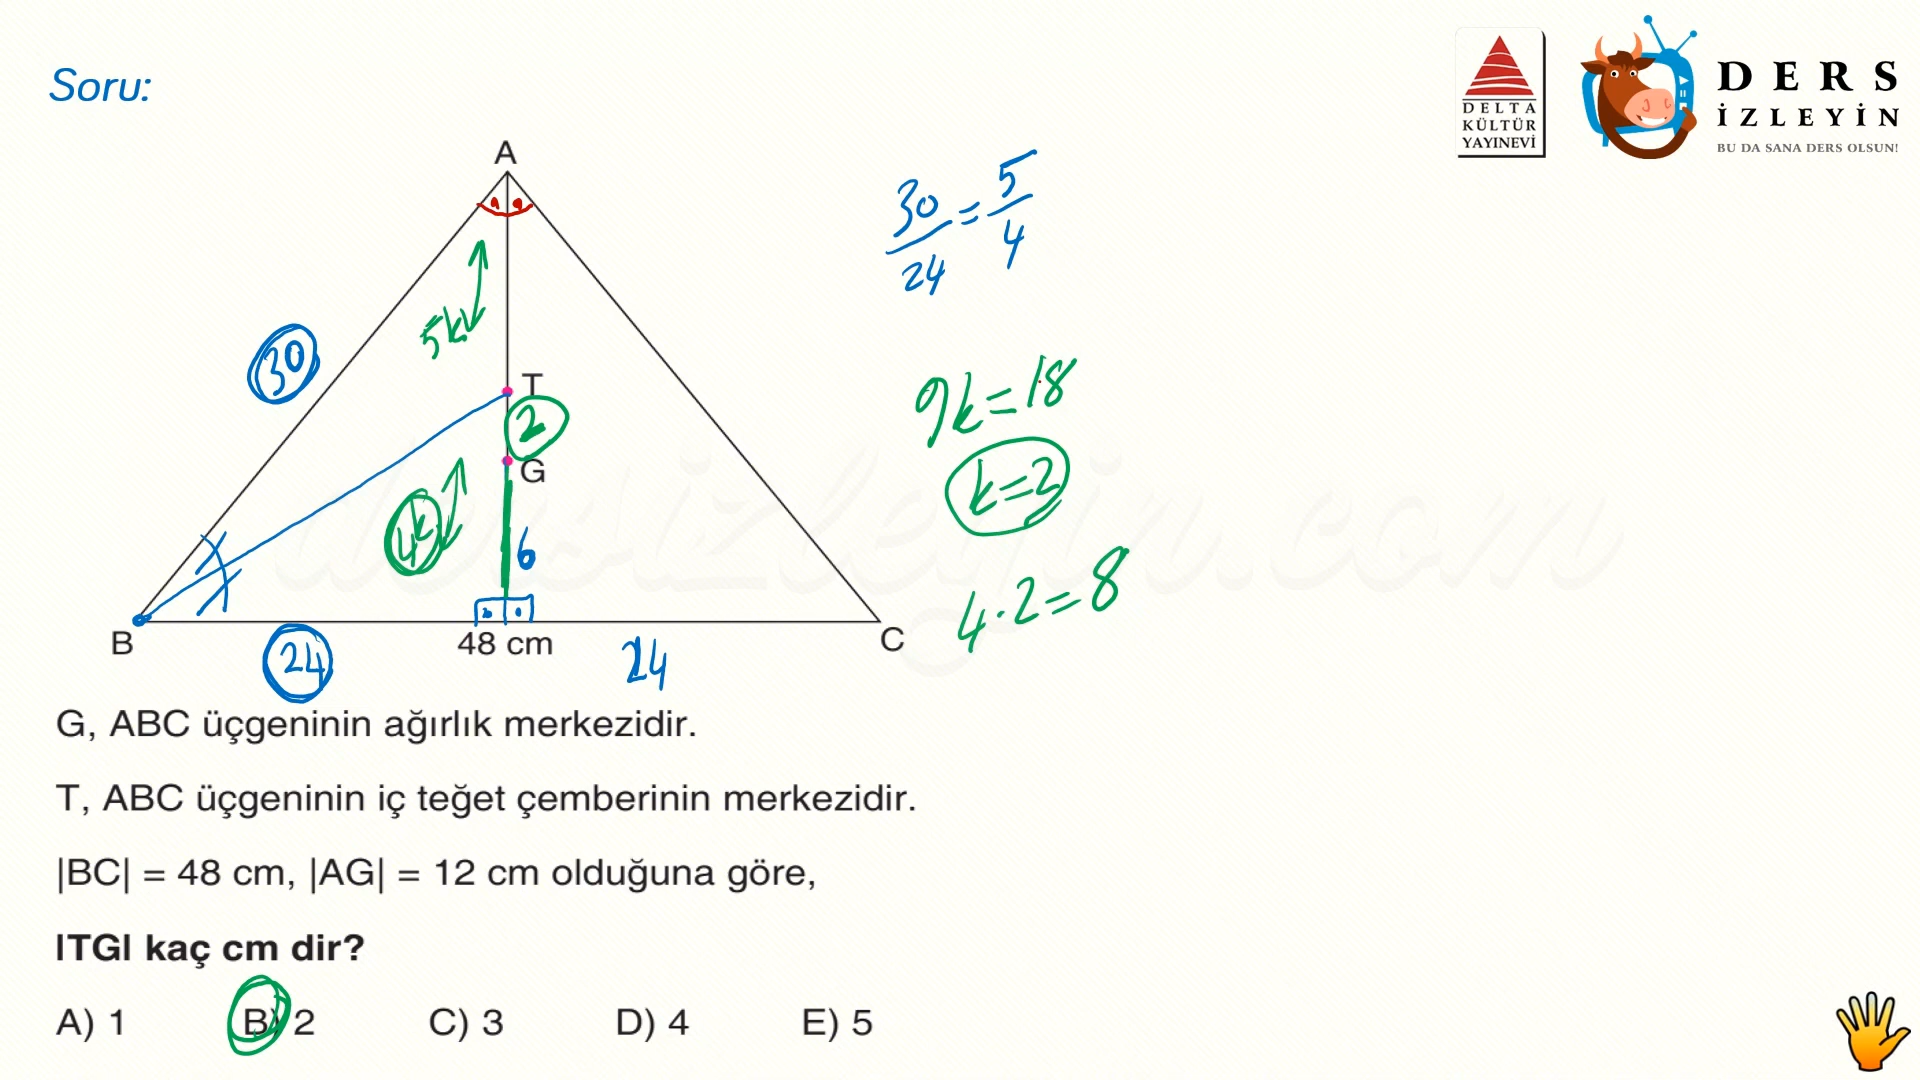 Soru:
DELTA
KÜLTÜR
YAYINEVİ
DERS
İZLEYİN
BU DA SANA DERS OLSUN!
A
5k
30
T
2
G
4k
6
B
24
48 cm
24
C
30/24 = 5/4
9k=18
k=2
4·2=8
dersizleyin.com
G, ABC üçgeninin ağırlık merkezidir.
T, ABC üçgeninin iç teğet çemberinin merkezidir.
|BC| = 48 cm, |AG| = 12 cm olduğuna göre,
|TG| kaç cm dir?
A) 1 B) 2 C) 3 D) 4 E) 5